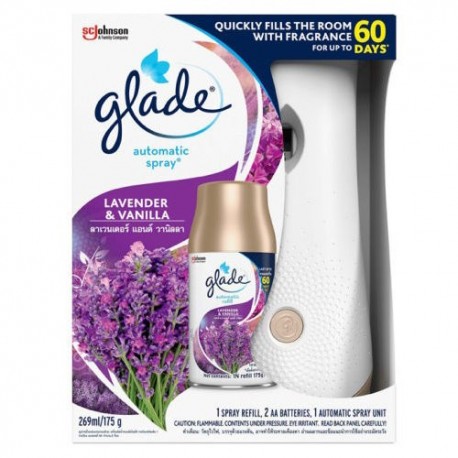 scjohnson
A Family Company
QUICKLY FILLS THE ROOM
WITH FRAGRANCE
FOR UP TO
60
DAYS*
glade®
automatic
spray®
LAVENDER
& VANILLA
ลาเวนเดอร์ แอนด์ วานิลลา
glade
automatic
refill
LAVENDER
& VANILLA
60
269ml/175 g
1 SPRAY REFILL, 2 AA BATTERIES, 1 AUTOMATIC SPRAY UNIT
CAUTION: FLAMMABLE. CONTENTS UNDER PRESSURE. EYE IRRITANT. READ BACK PANEL CAREFULLY!